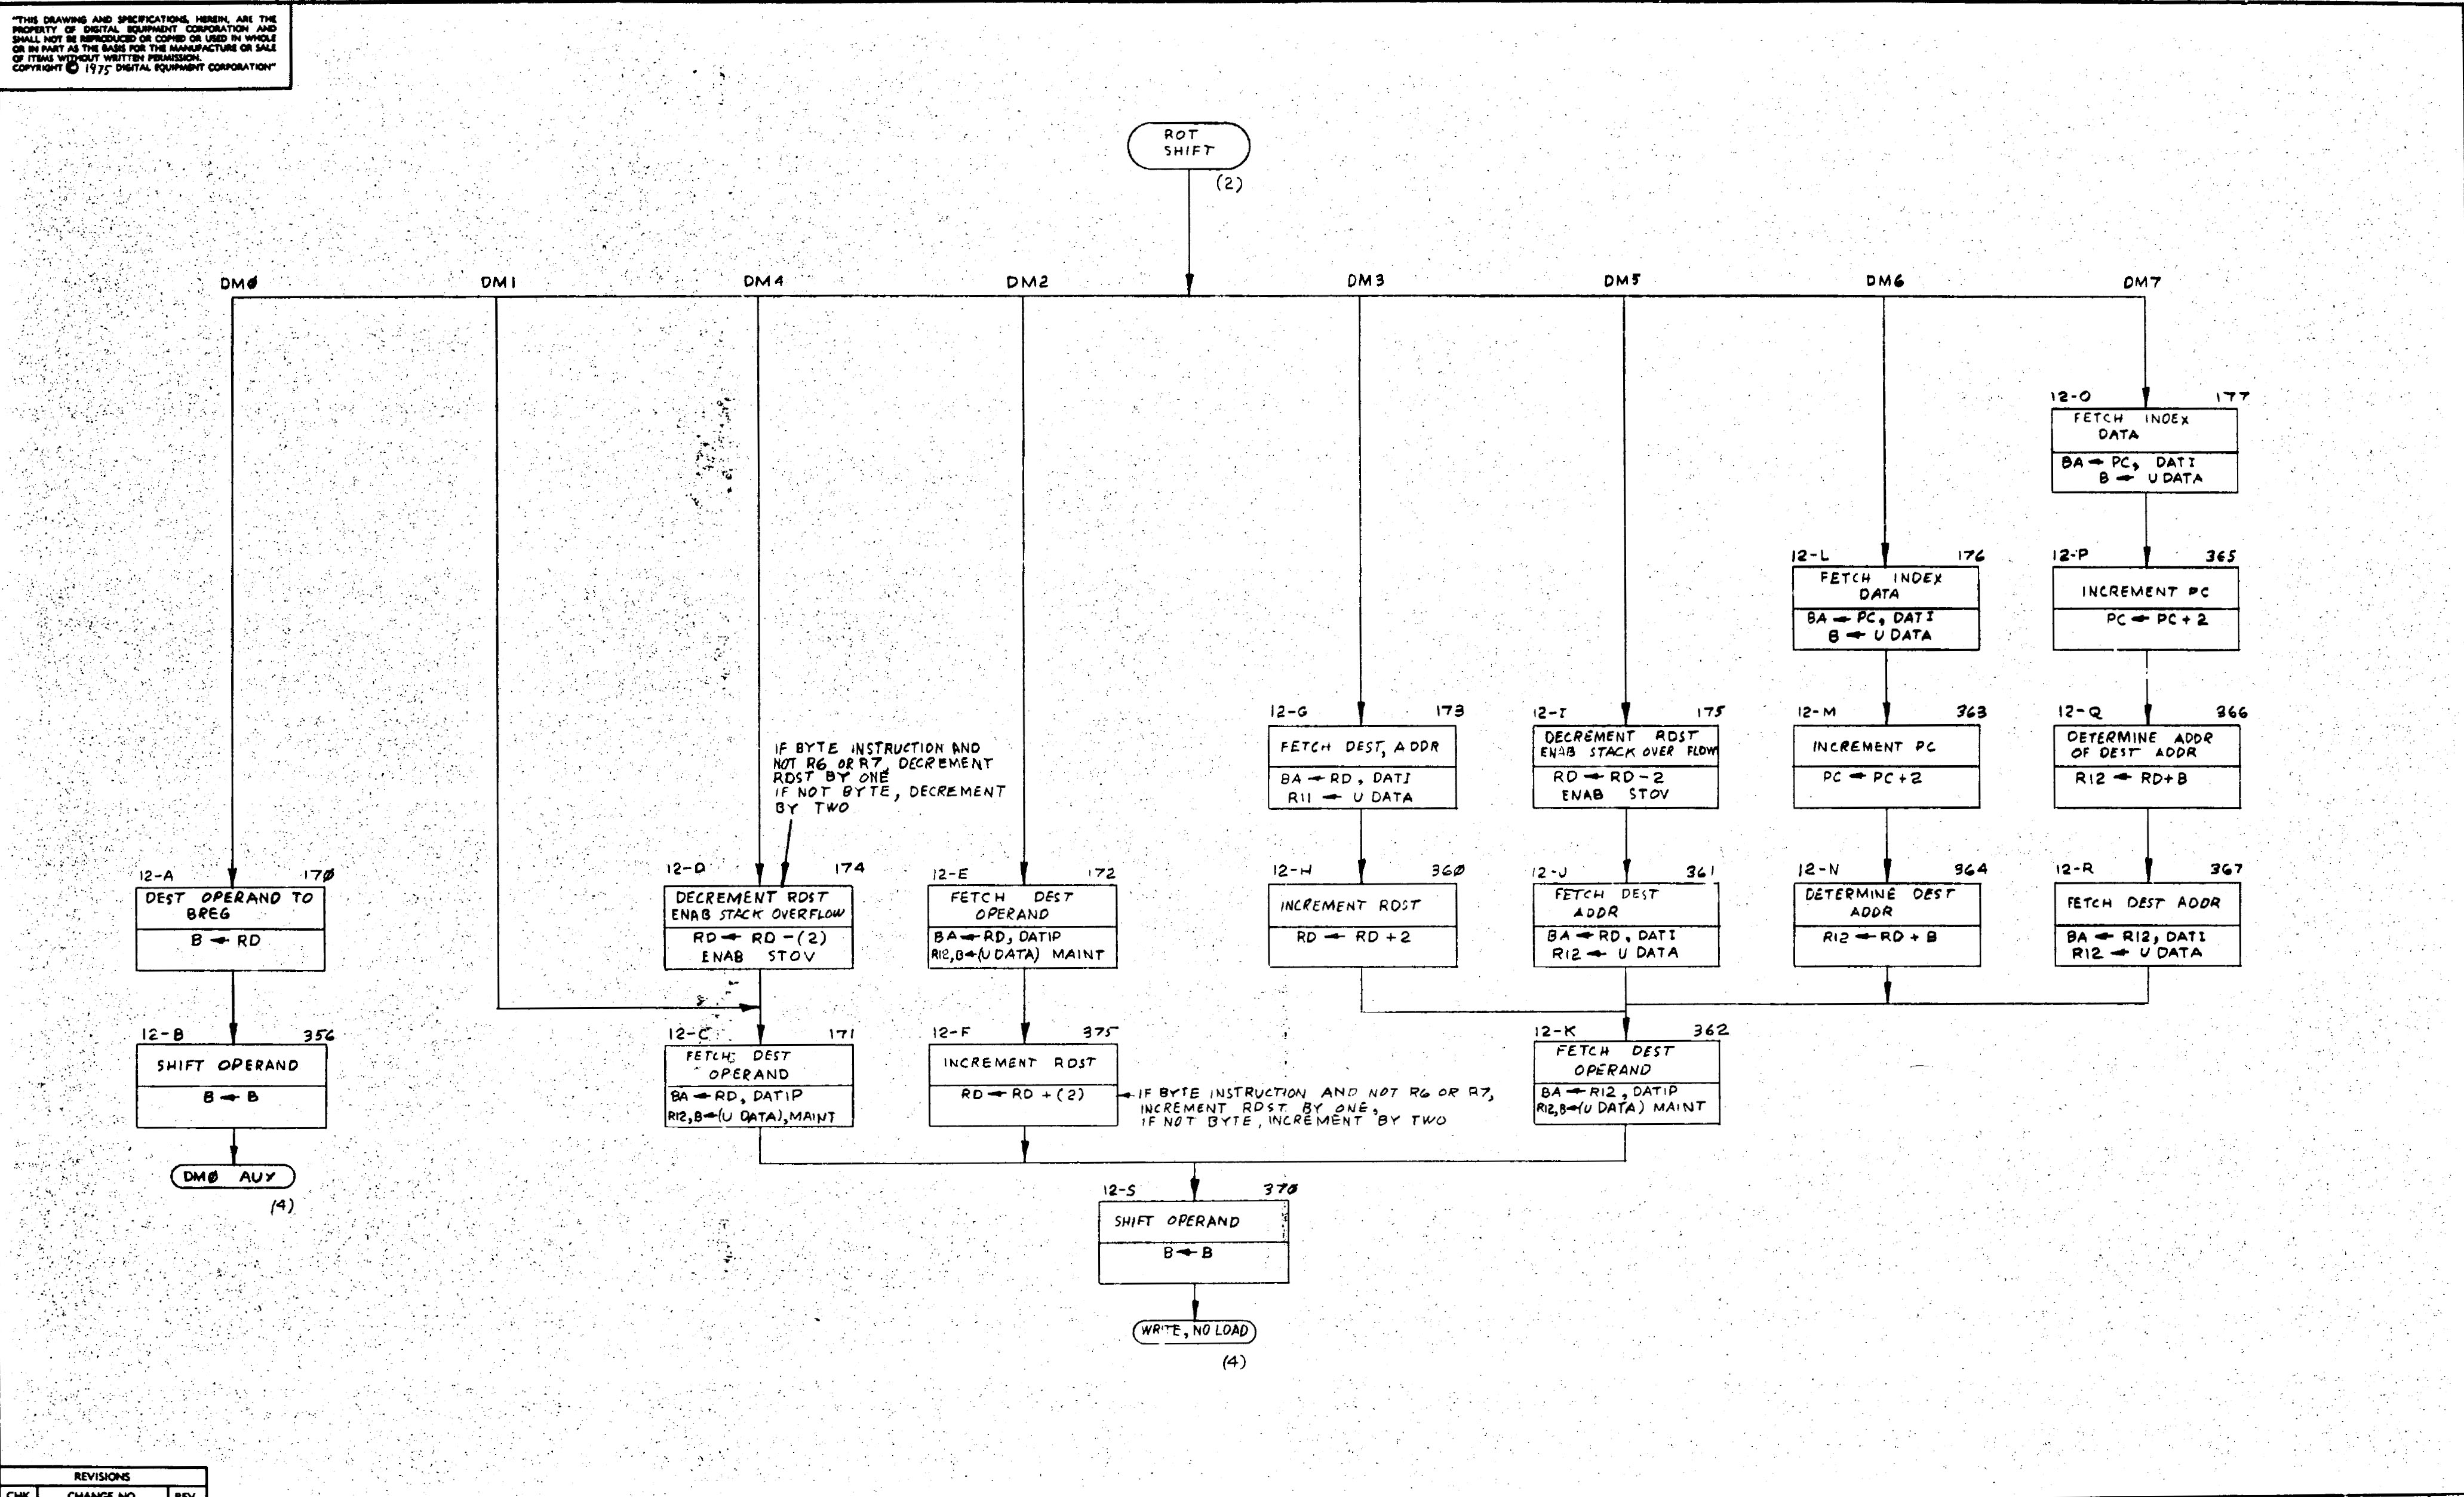 "THIS DRAWING AND SPECIFICATIONS, HEREIN, ARE THE
PROPERTY OF DIGITAL EQUIPMENT CORPORATION AND
SHALL NOT BE REPRODUCED OR COPIED OR USED IN WHOLE
OR IN PART AS THE BASIS FOR THE MANUFACTURE OR SALE
OF ITEMS WITHOUT WRITTEN PERMISSION.
COPYRIGHT © 1975 DIGITAL EQUIPMENT CORPORATION"
ROT
SHIFT
(2)
DMØ DM1 DM4 DM2 DM3 DM5 DM6 DM7
12-O 177
FETCH INDEX
DATA
BA ← PC, DATI
B ← U DATA
12-L 176
FETCH INDEX
DATA
BA ← PC, DATI
B ← U DATA
12-P 365
INCREMENT PC
PC ← PC + 2
IF BYTE INSTRUCTION AND
NOT R6 OR R7, DECREMENT
RDST BY ONE
IF NOT BYTE, DECREMENT
BY TWO
12-G 173
FETCH DEST, ADDR
BA ← RD, DATI
R11 ← U DATA
12-I 175
DECREMENT RDST
ENAB STACK OVER FLOW
RD ← RD - 2
ENAB STOV
12-M 363
INCREMENT PC
PC ← PC + 2
12-Q 366
DETERMINE ADDR
OF DEST ADDR
R12 ← RD+B
12-A 17Ø
DEST OPERAND TO
BREG
B ← RD
12-D 174
DECREMENT RDST
ENAB STACK OVERFLOW
RD ← RD -(2)
ENAB STOV
12-E 172
FETCH DEST
OPERAND
BA ← RD, DATIP
R12,B←(U DATA) MAINT
12-H 36Ø
INCREMENT RDST
RD ← RD + 2
12-J 361
FETCH DEST
ADDR
BA ← RD, DATI
R12 ← U DATA
12-N 364
DETERMINE DEST
ADDR
R12 ← RD + B
12-R 367
FETCH DEST ADDR
BA ← R12, DATI
R12 ← U DATA
12-B 356
SHIFT OPERAND
B ← B
12-C 171
FETCH DEST
OPERAND
BA ← RD, DATIP
R12,B←(U DATA), MAINT
12-F 375
INCREMENT RDST
RD ← RD + (2)
IF BYTE INSTRUCTION AND NOT R6 OR R7,
INCREMENT RDST BY ONE,
IF NOT BYTE, INCREMENT BY TWO
12-K 362
FETCH DEST
OPERAND
BA ← R12, DATIP
R12,B←(U DATA) MAINT
DMØ AUX
(4)
12-S 37Ø
SHIFT OPERAND
B ← B
WRITE, NO LOAD
(4)
REVISIONS
CHK CHANGE NO REV